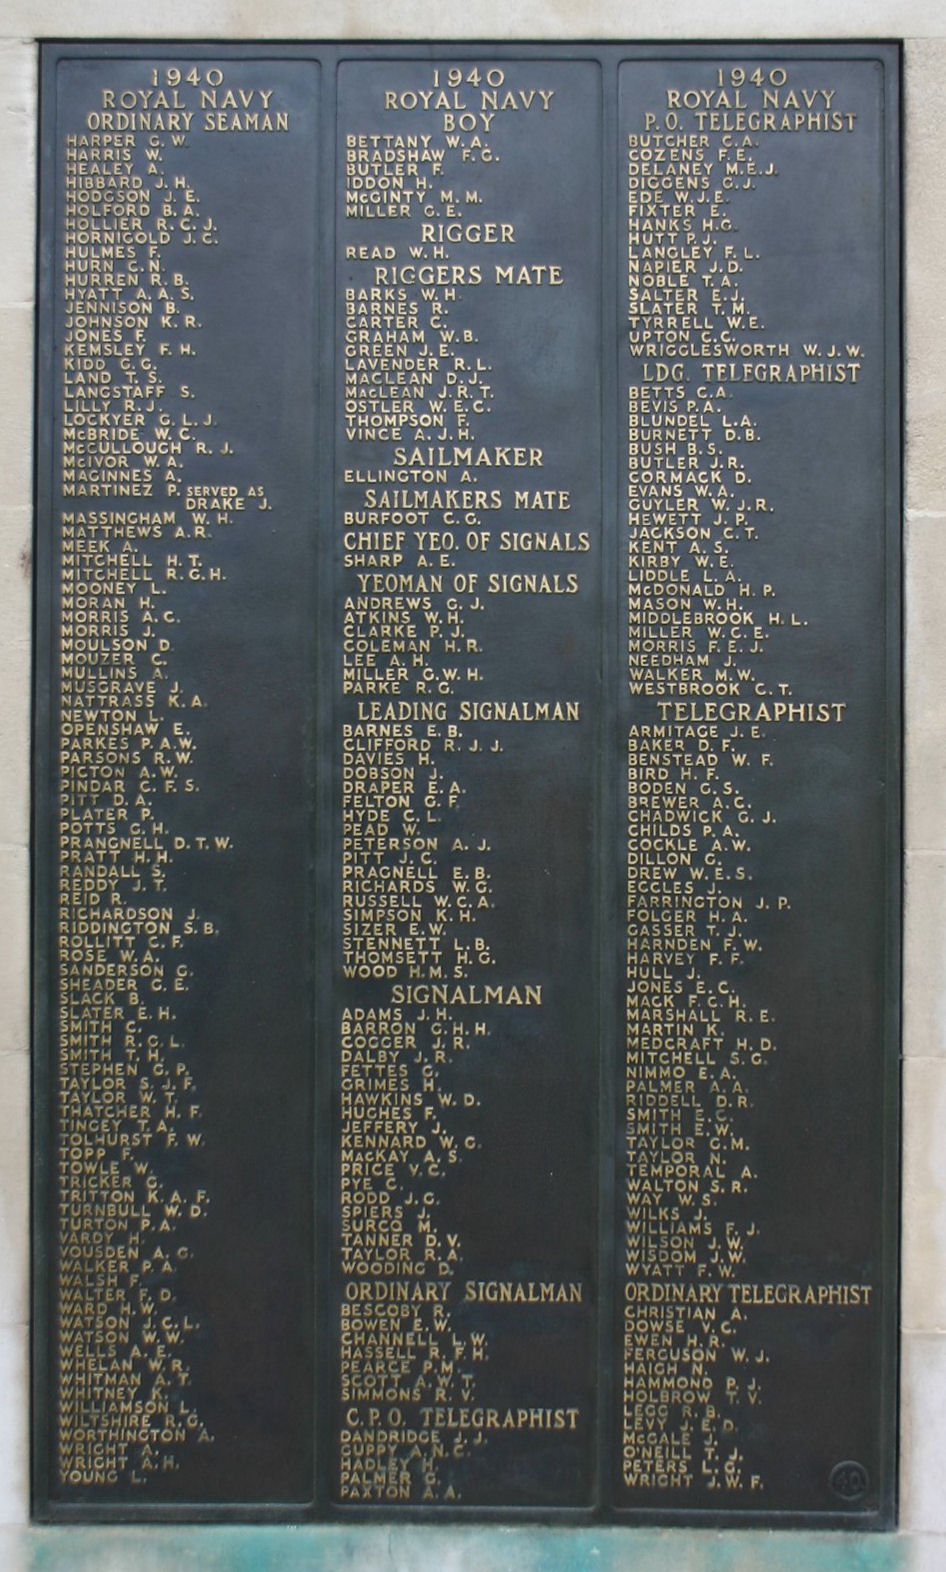 1940
ROYAL NAVY
ORDINARY SEAMAN
HARPER G. W.
HARRIS W.
HEALEY A.
HIBBARD J. H.
HODGSON J. E.
HOLFORD B. A.
HOLLIER R. C. J.
HORNIGOLD J. C.
HULMES F.
HURN C. N.
HURREN R. B.
HYATT A. A. S.
JENNISON B.
JOHNSON K. R.
JONES F.
KEMSLEY F. H.
KIDD G. G.
LAND T. S.
LANGSTAFF S.
LILLY R. J.
LOCKYER G. L. J.
McBRIDE W. C.
McCULLOUGH R. J.
McIVOR W. A.
MAGINNES A.
MARTINEZ P. SERVED AS
DRAKE J.
MASSINGHAM W. H.
MATTHEWS A. R.
MEEK A.
MITCHELL H. T.
MITCHELL R. G. H.
MOONEY L.
MORAN H.
MORRIS A. C.
MORRIS J.
MOULSON D.
MOUZER C.
MULLINS A.
MUSGRAVE J.
NATTRASS K. A.
NEWTON L.
OPENSHAW E.
PARKES P. A. W.
PARSONS R. W.
PICTON A. W.
PINDAR C. F. S.
PITT D. A.
PLATER P.
POTTS G. H.
PRANGNELL D. T. W.
PRATT H. H.
RANDALL S.
REDDY J. T.
REID R.
RICHARDSON J.
RIDDINGTON S. B.
ROLLITT C. F.
ROSE W. A.
SANDERSON G.
SHEADER G. E.
SLACK B.
SLATER E. H.
SMITH C.
SMITH R. G. L.
SMITH T. H.
STEPHEN G. P.
TAYLOR S. J. F.
TAYLOR W. T.
THATCHER H. F.
TINGEY T. A.
TOLHURST F. W.
TOPP F.
TOWLE W.
TRICKER G.
TRITTON K. A. F.
TURNBULL W. D.
TURTON P. A.
VARDY H.
VOUSDEN A. G.
WALKER P. A.
WALSH F.
WALTER F. D.
WARD H. W.
WATSON J. C. L.
WATSON W. W.
WELLS A. E.
WHELAN W. R.
WHITMAN A. T.
WHITNEY K.
WILLIAMSON L.
WILTSHIRE R. G.
WORTHINGTON A.
WRIGHT A.
WRIGHT A. H.
YOUNG L.
1940
ROYAL NAVY
BOY
BETTANY W. A.
BRADSHAW F. G.
BUTLER F.
IDDON H.
McGINTY M. M.
MILLER G. E.
RIGGER
READ W. H.
RIGGERS MATE
BARKS W. H.
BARNES R.
CARTER C.
GRAHAM W. B.
GREEN J. E.
LAVENDER R. L.
MACLEAN D. J.
MACLEAN J. R. T.
OSTLER W. E. C.
THOMPSON F.
VINCE A. J. H.
SAILMAKER
ELLINGTON A.
SAILMAKERS MATE
BURFOOT C. G.
CHIEF YEO. OF SIGNALS
SHARP A. E.
YEOMAN OF SIGNALS
ANDREWS G. J.
ATKINS W. H.
CLARKE P. J.
COLEMAN H. R.
LEE A. H.
MILLER G. W. H.
PARKE R. G.
LEADING SIGNALMAN
BARNES E. B.
CLIFFORD R. J. J.
DAVIES H.
DOBSON J.
DRAPER E. A.
FELTON G. F.
HYDE C. L.
PEAD W.
PETERSON A. J.
PITT J. C.
PRAGNELL E. B.
RICHARDS W. G.
RUSSELL W. C. A.
SIMPSON K. H.
SIZER E. W.
STENNETT L. B.
THOMSETT H. G.
WOOD H. M. S.
SIGNALMAN
ADAMS J. H.
BARRON G. H. H.
COGGER J. R.
DALBY J. R.
FETTES G.
GRIMES H.
HAWKINS W. D.
HUGHES F.
JEFFERY J.
KENNARD W. G.
MACKAY A. S.
PRICE V. C.
PYE C.
RODD J. G.
SPIERS J.
SURCQ M.
TANNER D. V.
TAYLOR R. A.
WOODING D.
ORDINARY SIGNALMAN
BESCOBY R.
BOWEN E. W.
CHANNELL L. W.
HASSELL R. F. H.
PEARCE P. M.
SCOTT A. W. T.
SIMMONS R. V.
C.P.O. TELEGRAPHIST
DANDRIDGE J. J.
GUPPY A. N. C.
HADLEY H.
PALMER G.
PAXTON A. A.
1940
ROYAL NAVY
P.O. TELEGRAPHIST
BUTCHER C. A.
COZENS F. E.
DELANEY M. E. J.
DIGGENS C. J.
EDE W. J. E.
FIXTER E.
HANKS H. G.
HUTT P. J.
LANGLEY F. L.
NAPIER J. D.
NOBLE T. A.
SALTER E. J.
SLATER T. M.
TYRRELL W. E.
UPTON C. C.
WRIGGLESWORTH W. J. W.
LDG. TELEGRAPHIST
BETTS C. A.
BEVIS P. A.
BLUNDEL L. A.
BURNETT D. B.
BUSH B. S.
BUTLER J. R.
CORMACK D.
EVANS W. A.
GUYLER W. J. R.
HEWETT J. P.
JACKSON C. T.
KENT A. S.
KIRBY W. E.
LIDDLE L. A.
McDONALD H. P.
MASON W. H.
MIDDLEBROOK H. L.
MILLER W. C. E.
MORRIS F. E. J.
NEEDHAM J.
WALKER M. W.
WESTBROOK C. T.
TELEGRAPHIST
ARMITAGE J. E.
BAKER D. F.
BENSTEAD W. F.
BIRD H. F.
BODEN G. S.
BREWER A. C.
CHADWICK G. J.
CHILDS P. A.
COCKLE A. W.
DILLON G.
DREW W. E. S.
ECCLES J.
FARRINGTON J. P.
FOLGER H. A.
GASSER T. J.
HARNDEN F. W.
HARVEY F. F.
HULL J.
JONES E. C.
MACK F. G. H.
MARSHALL R. E.
MARTIN K.
MEDCRAFT H. D.
MITCHELL S. G.
NIMMO E. A.
PALMER A. A.
RIDDELL D. R.
SMITH E. C.
SMITH E. W.
TAYLOR G. M.
TAYLOR N.
TEMPORAL A.
WALTON S. R.
WAY W. S.
WILKS J.
WILLIAMS F. J.
WILSON J. W.
WISDOM J. W.
WYATT F. W.
ORDINARY TELEGRAPHIST
CHRISTIAN A.
DOWSE V. C.
EWEN H. R.
FERGUSON W. J.
HAIGH N.
HAMMOND P. J.
HOLBROW T. V.
LEGG R. B.
LEVY J. E. D.
McGALE J.
O'NEILL T. J.
PETERS L. G.
WRIGHT J. W. F.
40